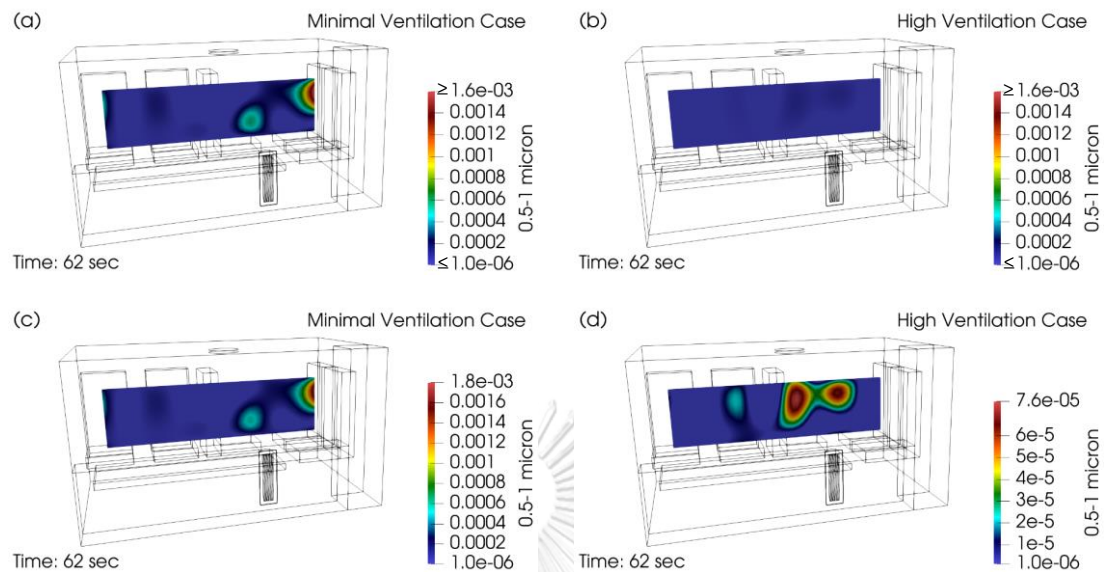 (a)
Minimal Ventilation Case
≥ 1.6e-03
0.0014
0.0012
0.001
0.0008
0.0006
0.0004
0.0002
≤ 1.0e-06
0.5-1 micron
Time: 62 sec
(b)
High Ventilation Case
≥ 1.6e-03
0.0014
0.0012
0.001
0.0008
0.0006
0.0004
0.0002
≤ 1.0e-06
0.5-1 micron
Time: 62 sec
(c)
Minimal Ventilation Case
1.8e-03
0.0016
0.0014
0.0012
0.001
0.0008
0.0006
0.0004
0.0002
1.0e-06
0.5-1 micron
Time: 62 sec
(d)
High Ventilation Case
7.6e-05
6e-5
5e-5
4e-5
3e-5
2e-5
1e-5
1.0e-06
0.5-1 micron
Time: 62 sec